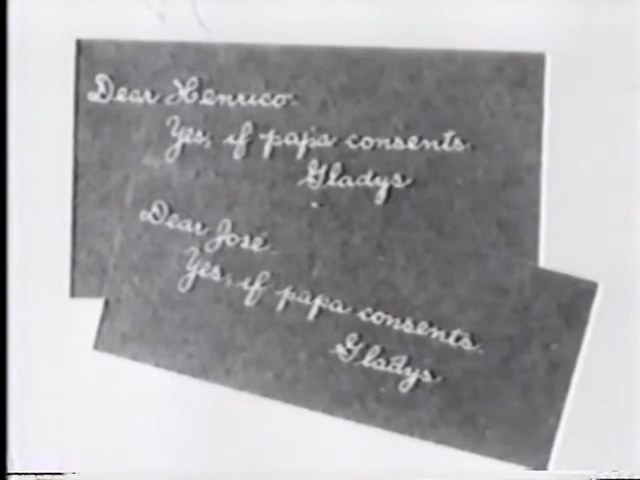 Dear Henrico:
Yes, if papa consents.
Gladys
Dear José.
Yes, if papa consents.
Gladys